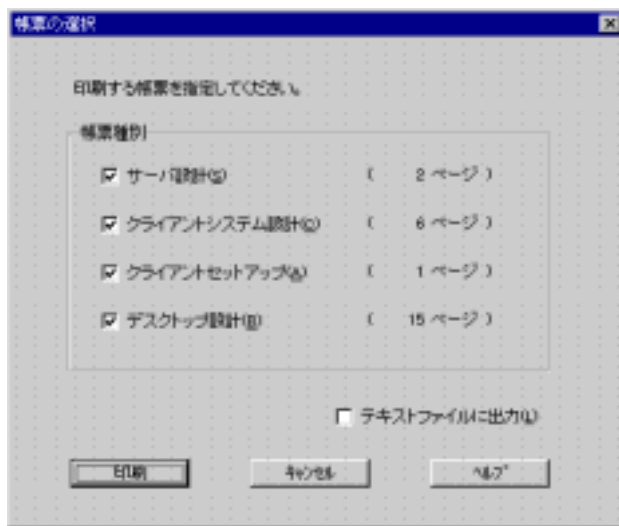 帳票の選択
印刷する帳票を指定してください。
帳票種別
サーバ設計(S) ( 2 ページ )
クライアントシステム設計(C) ( 6 ページ )
クライアントセットアップ(A) ( 1 ページ )
デスクトップ設計(D) ( 15 ページ )
テキストファイルに出力(L)
印刷 キャンセル ヘルプ